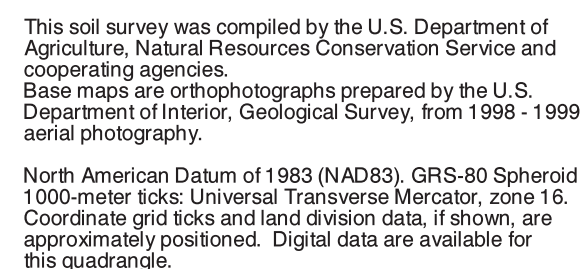 This soil survey was compiled by the U.S. Department of
Agriculture, Natural Resources Conservation Service and
cooperating agencies.
Base maps are orthophotographs prepared by the U.S.
Department of Interior, Geological Survey, from 1998 - 1999
aerial photography.

North American Datum of 1983 (NAD83). GRS-80 Spheroid
1000-meter ticks: Universal Transverse Mercator, zone 16.
Coordinate grid ticks and land division data, if shown, are
approximately positioned.  Digital data are available for
this quadrangle.